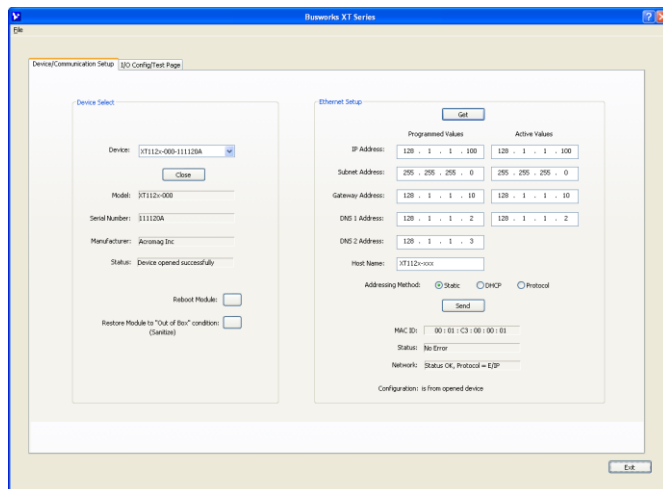 Busworks XT Series
File
Device/Communication Setup I/O Config/Test Page
Device Select
Device: XT112x-000-111120A
Close
Model: XT112x-000
Serial Number: 111120A
Manufacturer: Acromag Inc
Status: Device opened successfully
Reboot Module:
Restore Module to "Out of Box" condition:
(Sanitize)
Ethernet Setup
Get
Programmed Values Active Values
IP Address: 128 . 1 . 1 . 100 128 . 1 . 1 . 100
Subnet Address: 255 . 255 . 255 . 0 255 . 255 . 255 . 0
Gateway Address: 128 . 1 . 1 . 10 128 . 1 . 1 . 10
DNS 1 Address: 128 . 1 . 1 . 2 128 . 1 . 1 . 2
DNS 2 Address: 128 . 1 . 1 . 3
Host Name: XT112x-xxx
Addressing Method: Static DHCP Protocol
Send
MAC ID: 00 : 01 : C3 : 00 : 00 : 01
Status: No Error
Network: Status OK, Protocol = E/IP
Configuration: is from opened device
Exit